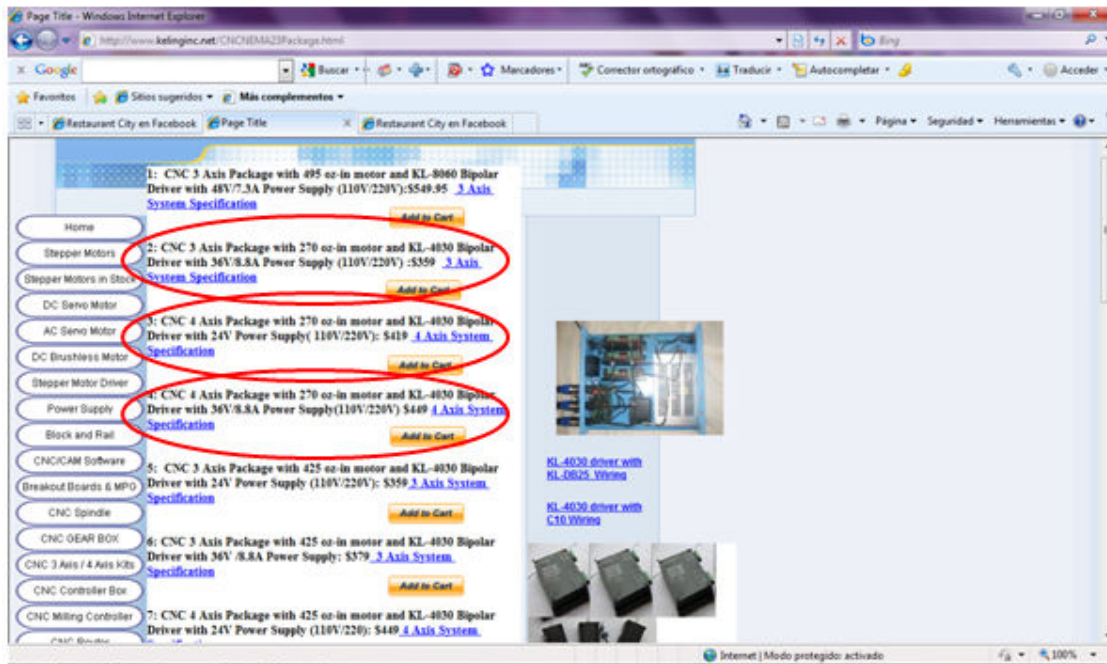 Page Title - Windows Internet Explorer
http://www.kelinginc.net/CNCNEMA23Package.html
Bing
x Google
Buscar
Marcadores
Corrector ortográfico
Traducir
Autocompletar
Acceder
Favoritos
Sitios sugeridos
Más complementos
Restaurant City en Facebook
Page Title
X
Restaurant City en Facebook
Página
Seguridad
Herramientas
1: CNC 3 Axis Package with 495 oz-in motor and KL-8060 Bipolar
Driver with 48V/7.3A Power Supply (110V/220V):$549.95 3 Axis
System Specification
Add to Cart
2: CNC 3 Axis Package with 270 oz-in motor and KL-4030 Bipolar
Driver with 36V/8.8A Power Supply (110V/220V) :$359 3 Axis
System Specification
Add to Cart
3: CNC 4 Axis Package with 270 oz-in motor and KL-4030 Bipolar
Driver with 24V Power Supply( 110V/220V): $419 4 Axis System
Specification
Add to Cart
4: CNC 4 Axis Package with 270 oz-in motor and KL-4030 Bipolar
Driver with 36V/8.8A Power Supply(110V/220V) $449 4 Axis System
Specification
Add to Cart
5: CNC 3 Axis Package with 425 oz-in motor and KL-4030 Bipolar
Driver with 24V Power Supply (110V/220V): $359 3 Axis System
Specification
Add to Cart
6: CNC 3 Axis Package with 425 oz-in motor and KL-4030 Bipolar
Driver with 36V /8.8A Power Supply: $379 3 Axis System
Specification
Add to Cart
7: CNC 4 Axis Package with 425 oz-in motor and KL-4030 Bipolar
Driver with 24V Power Supply (110V/220): $449 4 Axis System
Home
Stepper Motors
Stepper Motors in Stock
DC Servo Motor
AC Servo Motor
DC Brushless Motor
Stepper Motor Driver
Power Supply
Block and Rail
CNC/CAM Software
Breakout Boards & MPG
CNC Spindle
CNC GEAR BOX
CNC 3 Axis / 4 Axis Kits
CNC Controller Box
CNC Milling Controller
CNC Router
KL-4030 driver with
KL-DB25 Wiring
KL-4030 driver with
C10 Wiring
Internet | Modo protegido: activado
100%